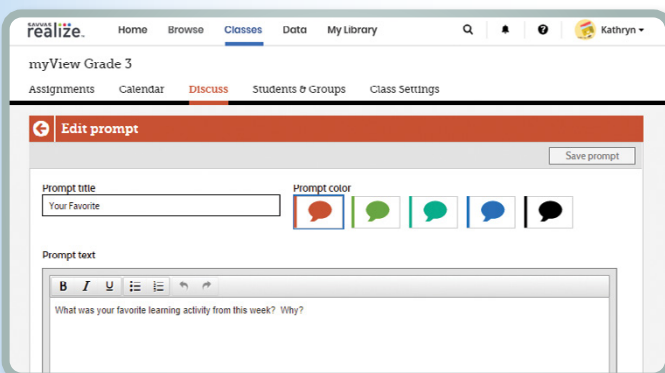 SAVVAS
realize. Home Browse Classes Data My Library Kathryn
myView Grade 3
Assignments Calendar Discuss Students & Groups Class Settings
Edit prompt
Save prompt
Prompt title Prompt color
Your Favorite
Prompt text
B I U
What was your favorite learning activity from this week? Why?